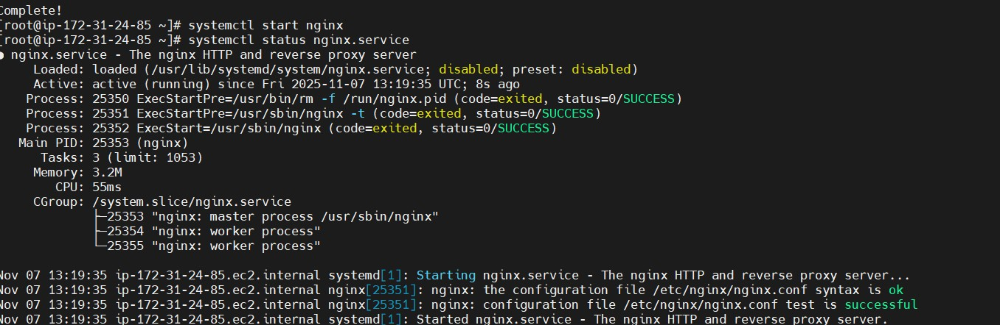 Complete!
[root@ip-172-31-24-85 ~]# systemctl start nginx
[root@ip-172-31-24-85 ~]# systemctl status nginx.service
● nginx.service - The nginx HTTP and reverse proxy server
     Loaded: loaded (/usr/lib/systemd/system/nginx.service; disabled; preset: disabled)
     Active: active (running) since Fri 2025-11-07 13:19:35 UTC; 8s ago
    Process: 25350 ExecStartPre=/usr/bin/rm -f /run/nginx.pid (code=exited, status=0/SUCCESS)
    Process: 25351 ExecStartPre=/usr/sbin/nginx -t (code=exited, status=0/SUCCESS)
    Process: 25352 ExecStart=/usr/sbin/nginx (code=exited, status=0/SUCCESS)
   Main PID: 25353 (nginx)
      Tasks: 3 (limit: 1053)
     Memory: 3.2M
        CPU: 55ms
     CGroup: /system.slice/nginx.service
             ├─25353 "nginx: master process /usr/sbin/nginx"
             ├─25354 "nginx: worker process"
             └─25355 "nginx: worker process"
Nov 07 13:19:35 ip-172-31-24-85.ec2.internal systemd[1]: Starting nginx.service - The nginx HTTP and reverse proxy server...
Nov 07 13:19:35 ip-172-31-24-85.ec2.internal nginx[25351]: nginx: the configuration file /etc/nginx/nginx.conf syntax is ok
Nov 07 13:19:35 ip-172-31-24-85.ec2.internal nginx[25351]: nginx: configuration file /etc/nginx/nginx.conf test is successful
Nov 07 13:19:35 ip-172-31-24-85.ec2.internal systemd[1]: Started nginx.service - The nginx HTTP and reverse proxy server.